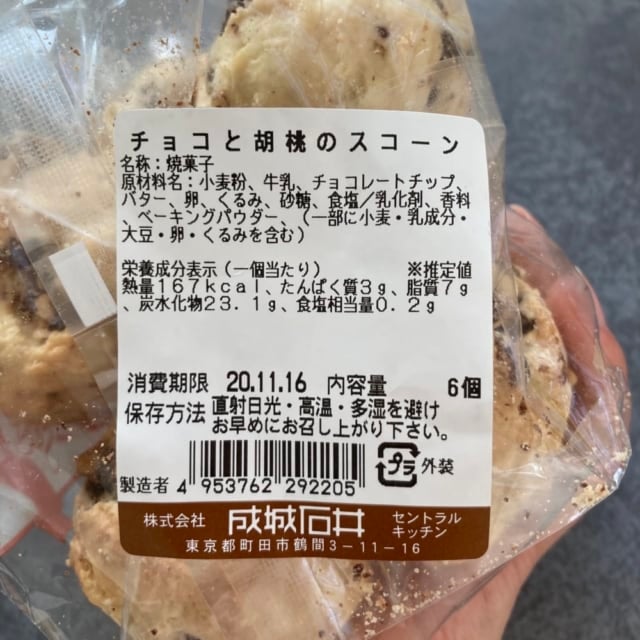 チョコと胡桃のスコーン
名称：焼菓子
原材料名：小麦粉、牛乳、チョコレートチップ、
バター、卵、くるみ、砂糖、食塩／乳化剤、香料
、ベーキングパウダー、（一部に小麦・乳成分・
大豆・卵・くるみを含む）
栄養成分表示（一個当たり） ※推定値
熱量167kcal、たんぱく質3g、脂質7g
、炭水化物23.1g、食塩相当量0.2g
消費期限 20.11.16 内容量 6個
保存方法 直射日光・高温・多湿を避け
お早めにお召し上がり下さい。
プラ 外装
製造者 4 953762 292205
株式会社 成城石井 セントラル
キッチン
東京都町田市鶴間3-11-16